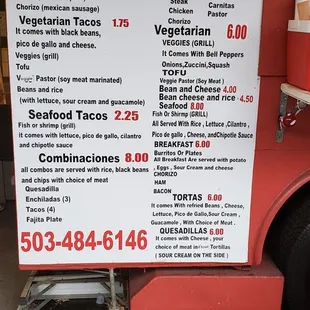 Chorizo (mexican sausage)
Vegetarian Tacos 1.75
It comes with black beans,
pico de gallo and cheese.
Veggies (grill)
Tofu
Pastor (soy meat marinated)
Beans and rice
(with lettuce, sour cream and guacamole)
Seafood Tacos 2.25
Fish or shrimp (grill)
it comes with lettuce, pico de gallo, cilantro
and chipotle sauce
Combinaciones 8.00
all combos are served with rice, black beans
and chips with choice of meat
Quesadilla
Enchiladas (3)
Tacos (4)
Fajita Plate
503-484-6146
Steak
Chicken
Chorizo
Carnitas
Pastor
Vegetarian 6.00
VEGGIES (GRILL)
It Comes With Bell Peppers
Onions,Zuccini,Squash
TOFU
Veggie Pastor (Soy Meat )
Bean and Cheese 4.00
Bean cheese and rice 4.50
Seafood 8.00
Fish Or Shrimp (GRILL)
All Served With Rice , Lettuce ,Cilantro ,
Pico de gallo , Cheese, andChipotle Sauce
BREAKFAST 6.00
Burritos Or Plates
All Breakfast Are served with potato
, Eggs , Sour Cream and cheese
CHORIZO
HAM
BACON
TORTAS 6.00
It comes With refried Beans , Cheese,
Lettuce, Pico de Gallo,Sour Cream ,
Guacamole , With Choice of Meat .
QUESADILLAS 6.00
It comes with Cheese , your
choice of meat in Tortillas
( SOUR CREAM ON THE SIDE )